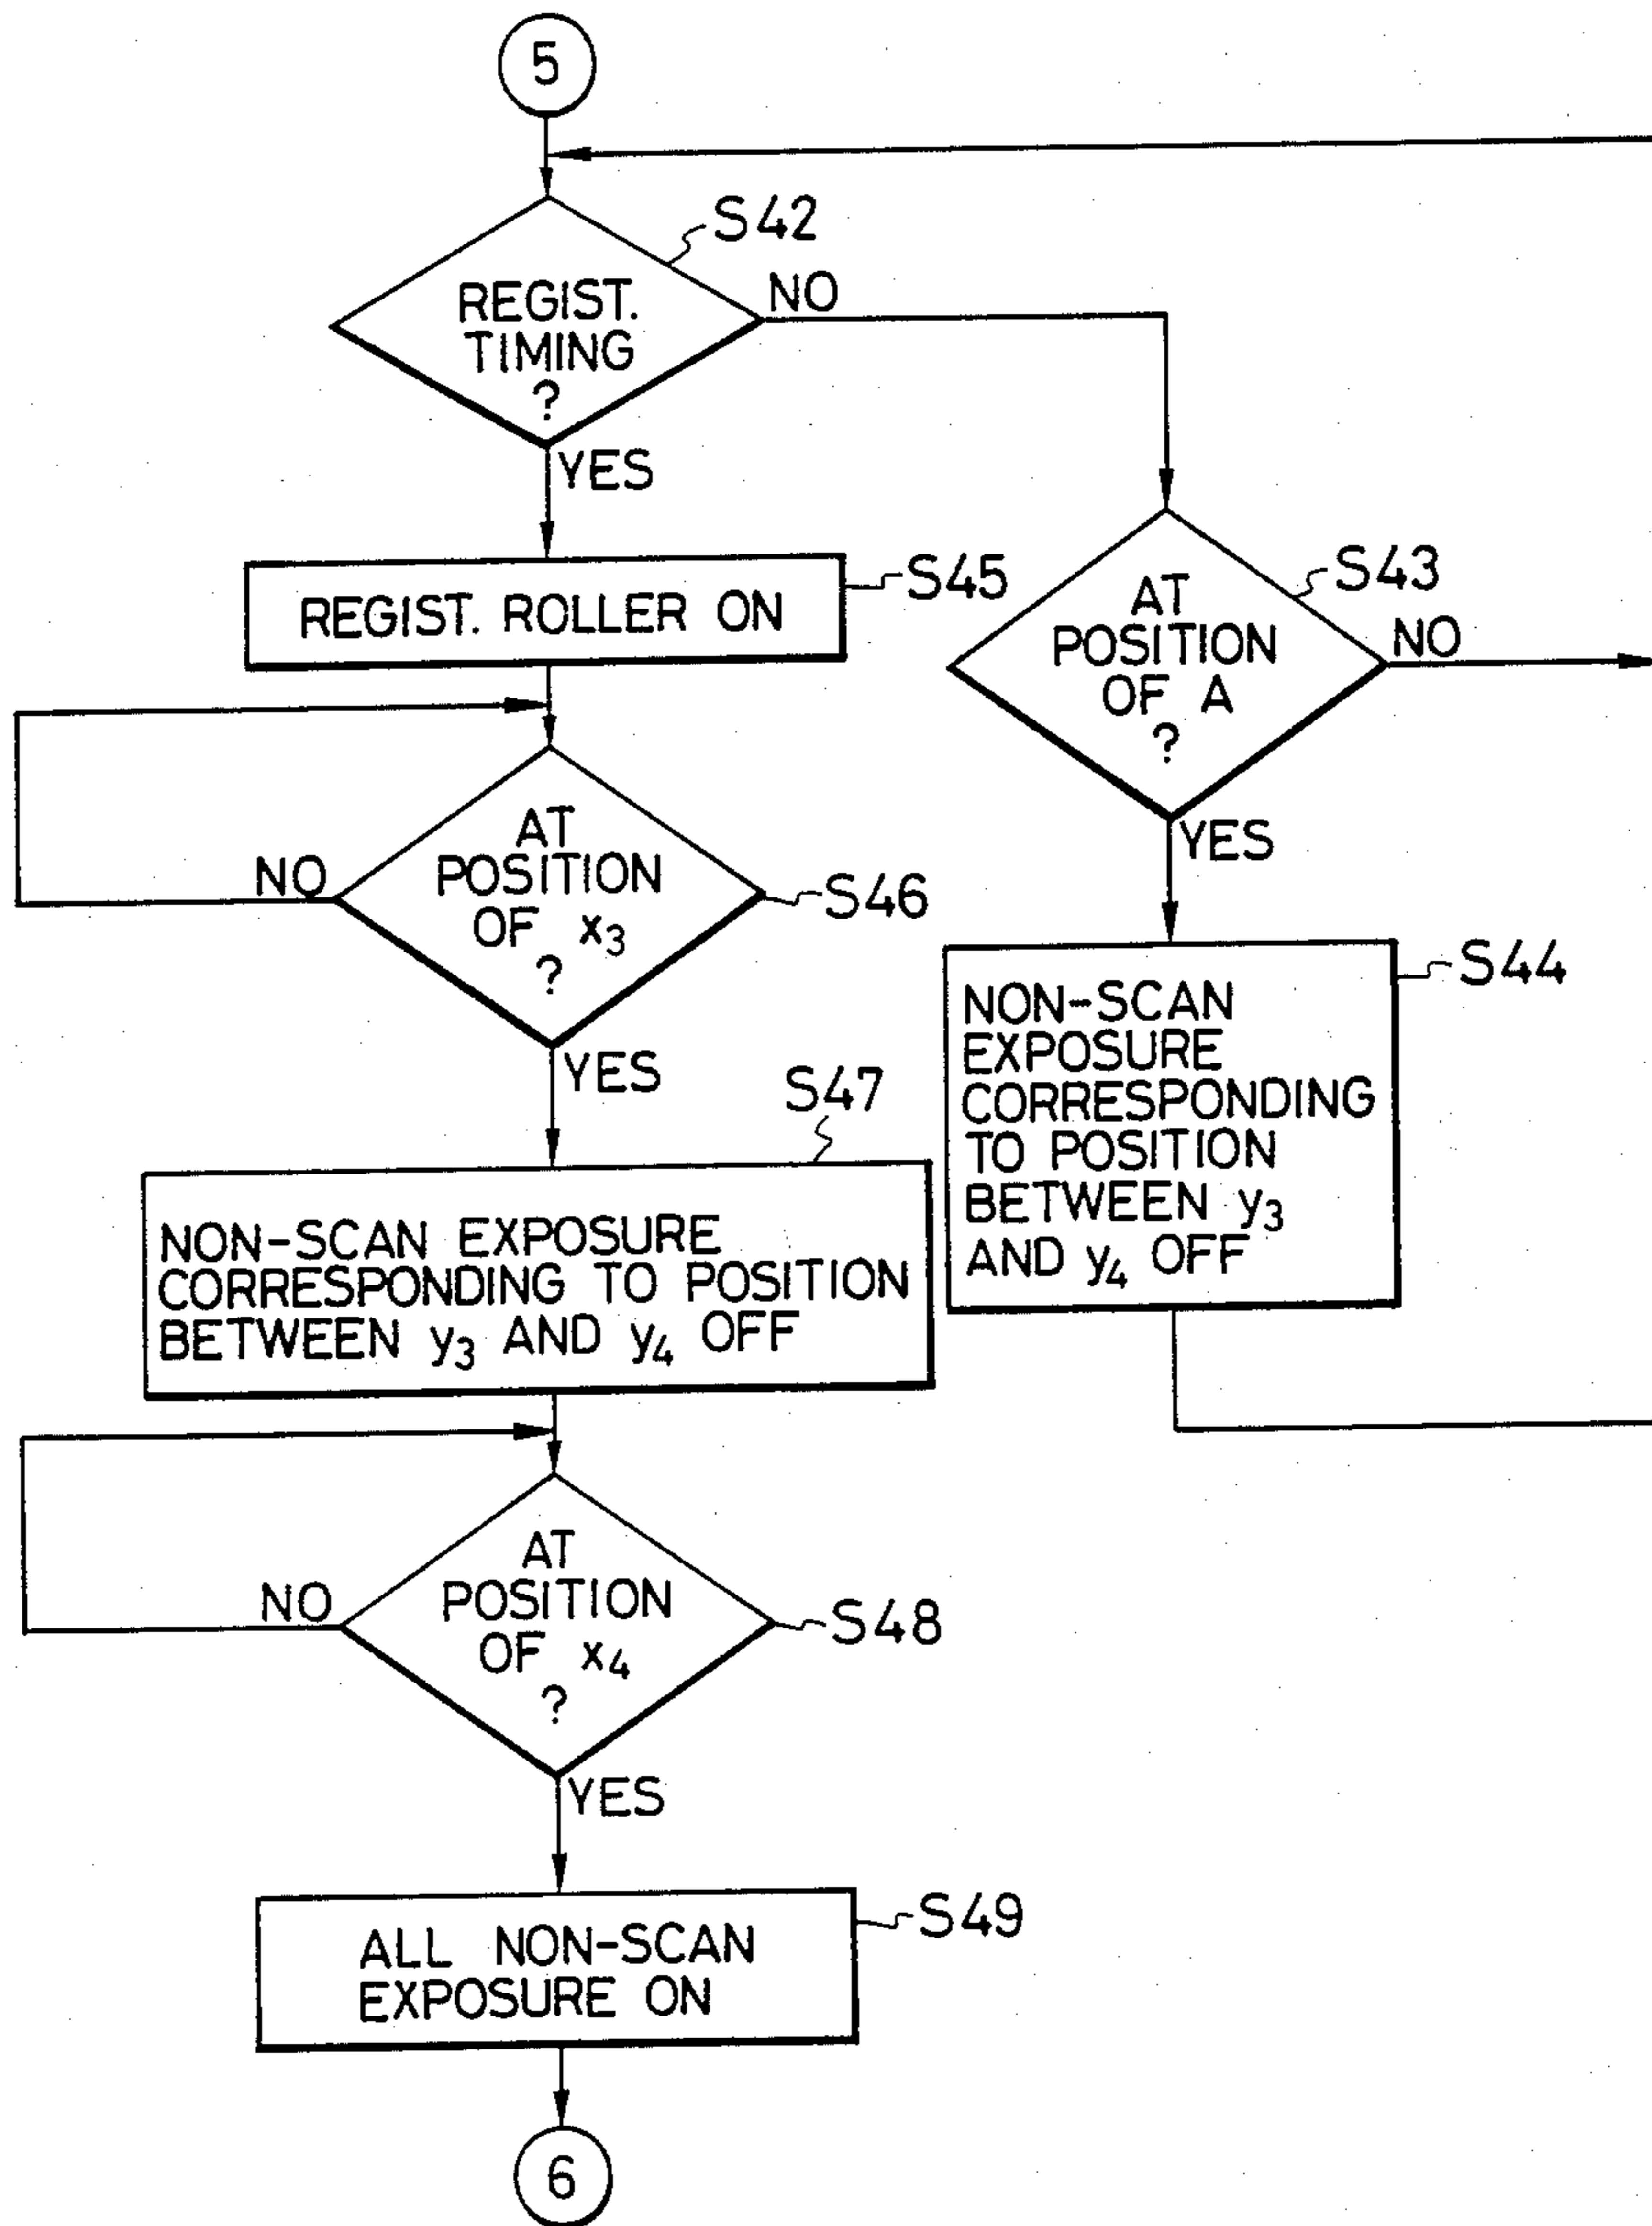 5
S42
REGIST.
TIMING
?
NO
YES
S45
REGIST. ROLLER ON
S43
AT
POSITION
OF A
?
NO
YES
AT
POSITION
OF x₃
?
NO
S46
YES
S44
NON-SCAN
EXPOSURE
CORRESPONDING
TO POSITION
BETWEEN y₃
AND y₄ OFF
S47
NON-SCAN EXPOSURE
CORRESPONDING TO POSITION
BETWEEN y₃ AND y₄ OFF
AT
POSITION
OF x₄
?
NO
S48
YES
S49
ALL NON-SCAN
EXPOSURE ON
6